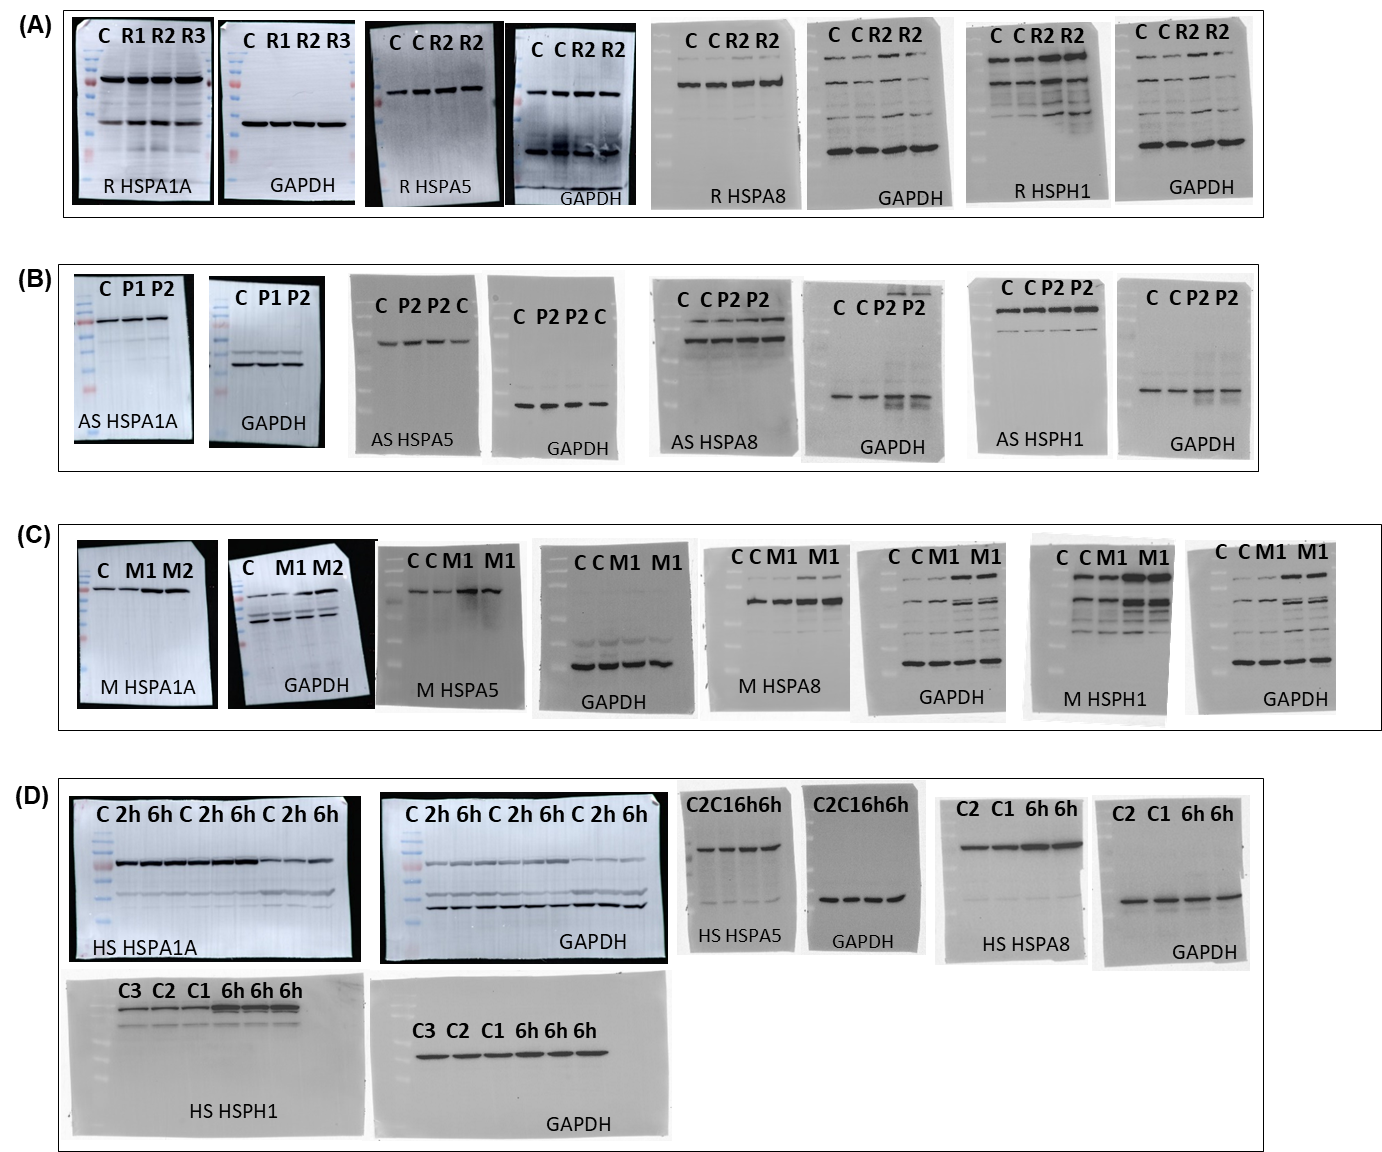 (A)
C R1 R2 R3
C R1 R2 R3
C C R2 R2
C C R2 R2
C C R2 R2
C C R2 R2
C C R2 R2
C C R2 R2
R HSPA1A
GAPDH
R HSPA5
GAPDH
R HSPA8
GAPDH
R HSPH1
GAPDH
(B)
C P1 P2
C P1 P2
C P2 P2 C
C P2 P2 C
C C P2 P2
C C P2 P2
C C P2 P2
C C P2 P2
AS HSPA1A
GAPDH
AS HSPA5
GAPDH
AS HSPA8
GAPDH
AS HSPH1
GAPDH
(C)
C M1 M2
C M1 M2
C C M1 M1
C C M1 M1
C C M1 M1
C C M1 M1
C C M1 M1
C C M1 M1
M HSPA1A
GAPDH
M HSPA5
GAPDH
M HSPA8
GAPDH
M HSPH1
GAPDH
(D)
C 2h 6h C 2h 6h C 2h 6h
C 2h 6h C 2h 6h C 2h 6h
C2C16h6h
C2C16h6h
C2 C1 6h 6h
C2 C1 6h 6h
HS HSPA1A
GAPDH
HS HSPA5
GAPDH
HS HSPA8
GAPDH
C3 C2 C1 6h 6h 6h
C3 C2 C1 6h 6h 6h
HS HSPH1
GAPDH